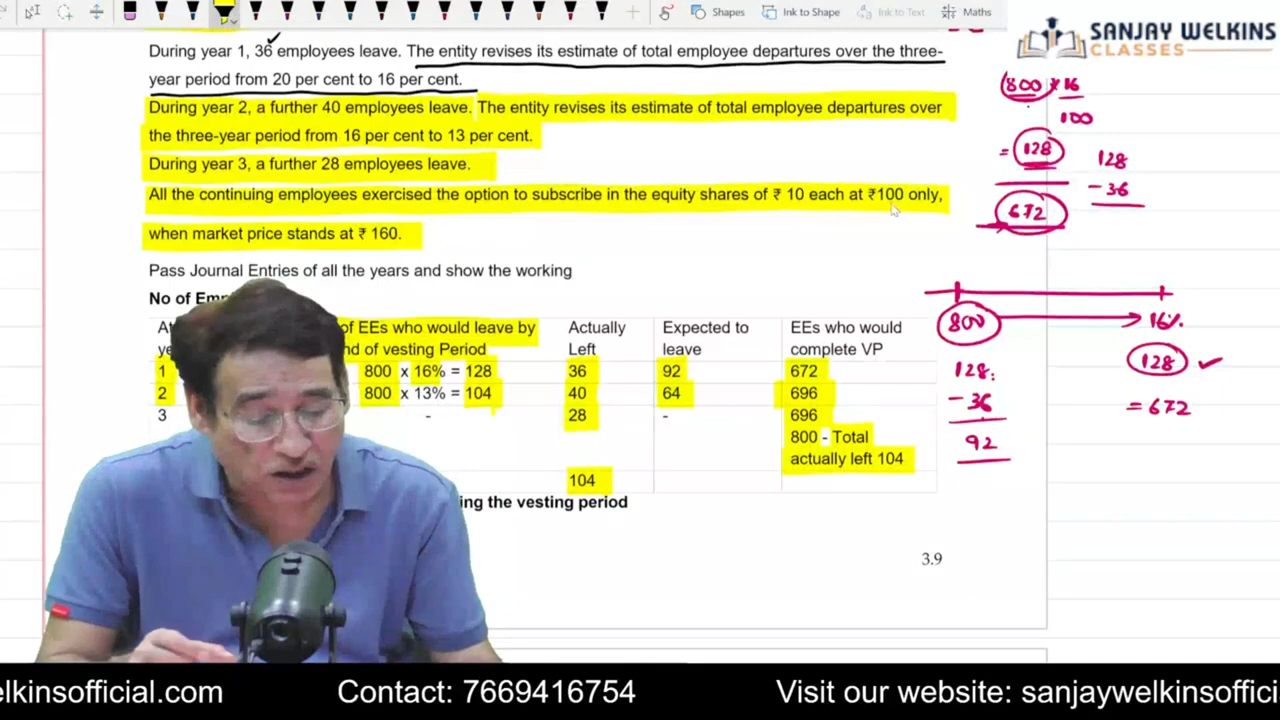 Shapes
Ink to Shape
Ink to Text
Maths
SANJAY WELKINS
CLASSES
During year 1, 36 employees leave. The entity revises its estimate of total employee departures over the three-
year period from 20 per cent to 16 per cent.
During year 2, a further 40 employees leave. The entity revises its estimate of total employee departures over
the three-year period from 16 per cent to 13 per cent.
During year 3, a further 28 employees leave.
All the continuing employees exercised the option to subscribe in the equity shares of ₹ 10 each at ₹100 only,
when market price stands at ₹ 160.
Pass Journal Entries of all the years and show the working
No of
of EEs who would leave by
of vesting Period
Actually
Left
Expected to
leave
EEs who would
complete VP
1 800 x 16% = 128 36 92 672
2 800 x 13% = 104 40 64 696
3 - 28 - 696
800 - Total
actually left 104
104
the vesting period
3.9
800 x 16
100
= 128
672
128
- 36
800
16%
128 ✓
= 672
128
- 36
92
elkinsofficial.com
Contact: 7669416754
Visit our website: sanjaywelkinsoffici